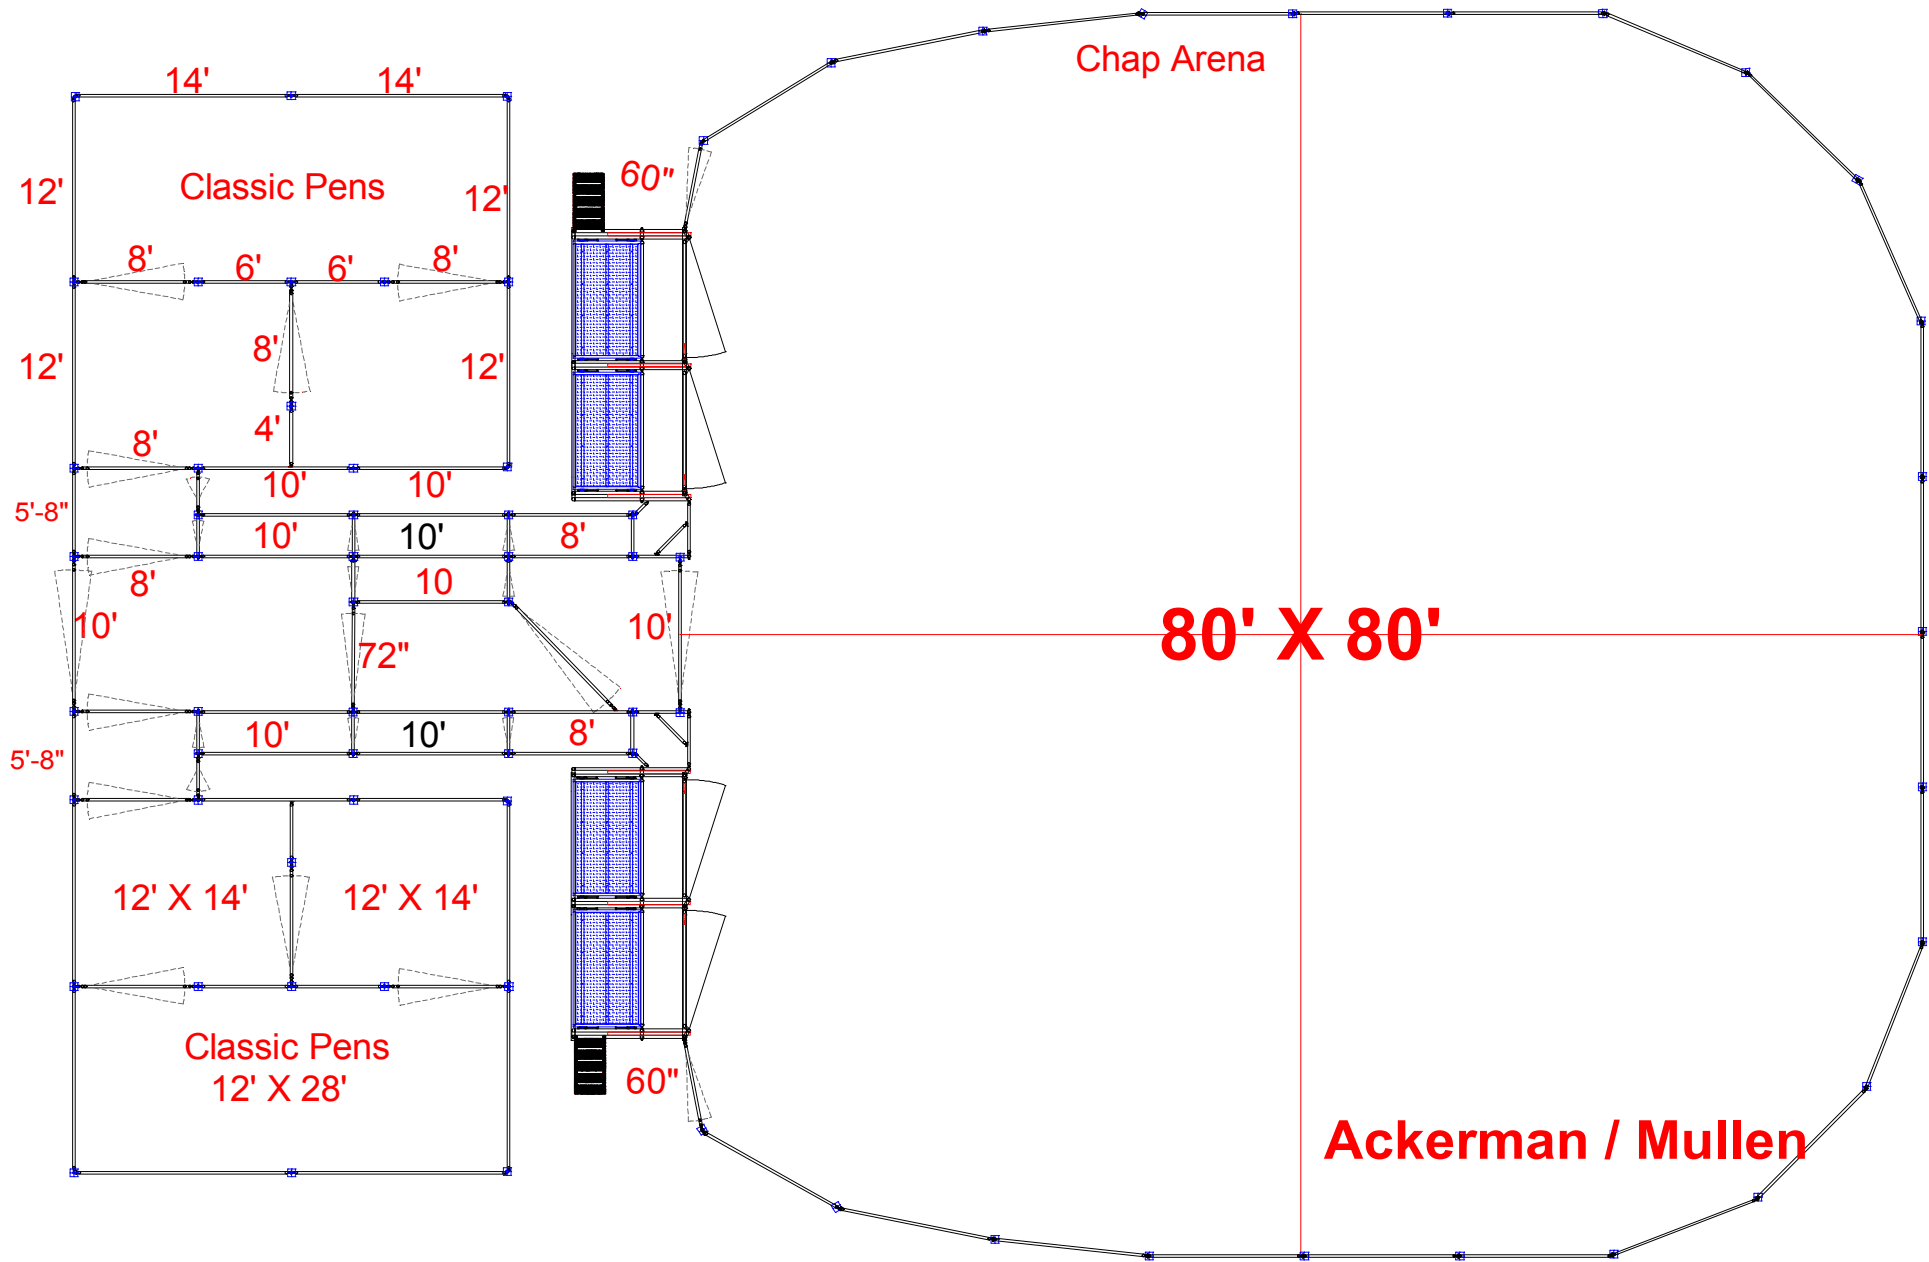 Chap Arena
14' 14'
12' Classic Pens 12'
60"
8' 6' 6' 8'
12' 8' 12'
4'
8'
10' 10'
5'-8"
10' 10' 8'
8' 10
10' 72" 10'
80' X 80'
10' 10' 8'
5'-8"
12' X 14' 12' X 14'
Classic Pens
12' X 28'
60"
Ackerman / Mullen